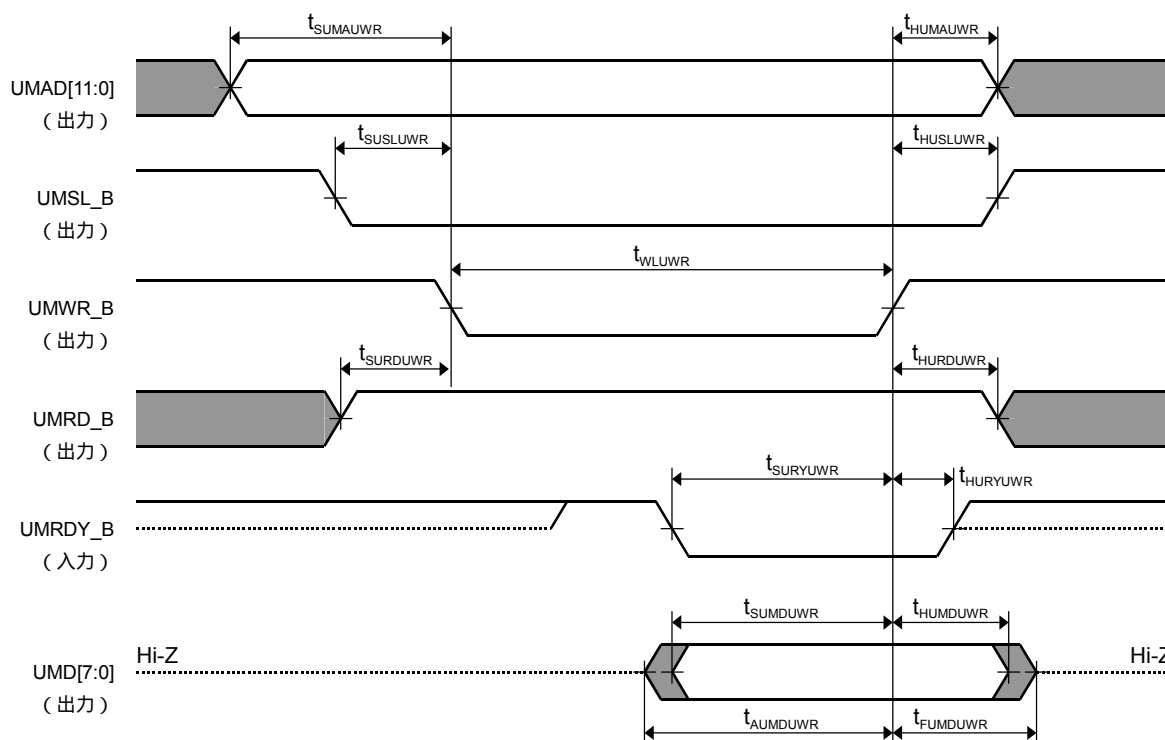 tSUMAUWR
tHUMAUWR
UMAD[11:0]
（出力）
tSUSLUWR
tHUSLUWR
UMSL_B
（出力）
tWLUWR
UMWR_B
（出力）
tSURDUWR
tHURDUWR
UMRD_B
（出力）
tSURYUWR
tHURYUWR
UMRDY_B
（入力）
tSUMDUWR
tHUMDUWR
Hi-Z
Hi-Z
UMD[7:0]
（出力）
tAUMDUWR
tFUMDUWR